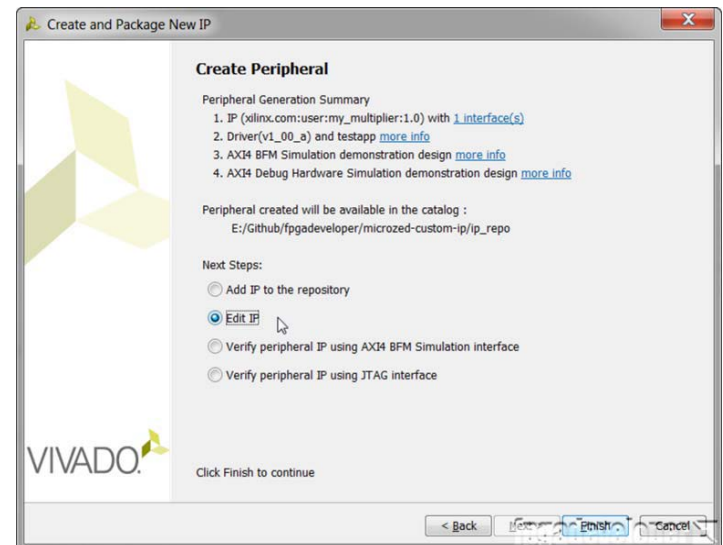 Create and Package New IP
Create Peripheral
Peripheral Generation Summary
1. IP (xilinx.com:user:my_multiplier:1.0) with 1 interface(s)
2. Driver(v1_00_a) and testapp more info
3. AXI4 BFM Simulation demonstration design more info
4. AXI4 Debug Hardware Simulation demonstration design more info
Peripheral created will be available in the catalog :
E:/Github/fpgadeveloper/microzed-custom-ip/ip_repo
Next Steps:
Add IP to the repository
Edit IP
Verify peripheral IP using AXI4 BFM Simulation interface
Verify peripheral IP using JTAG interface
VIVADO.
Click Finish to continue
< Back Finish Cancel